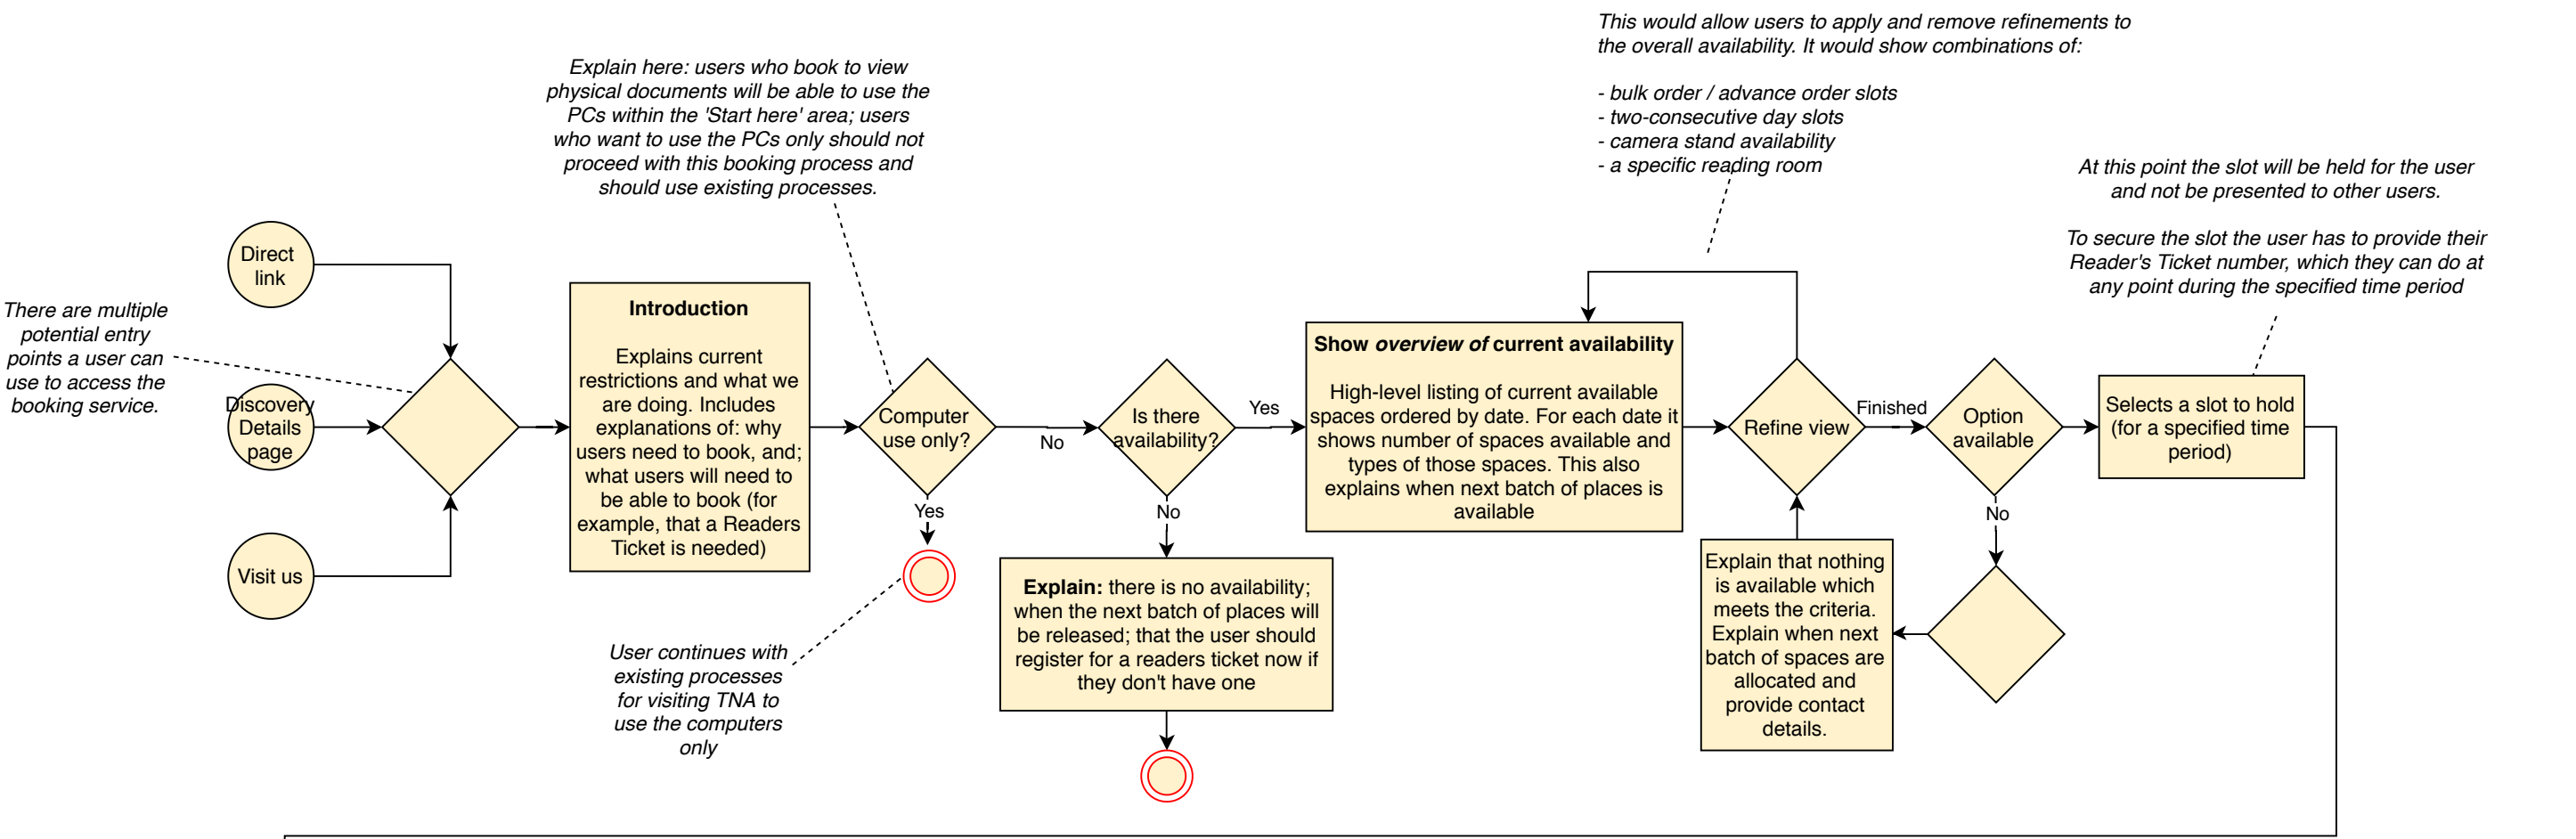 This would allow users to apply and remove refinements to
the overall availability. It would show combinations of:
- bulk order / advance order slots
- two-consecutive day slots
- camera stand availability
- a specific reading room
Explain here: users who book to view
physical documents will be able to use the
PCs within the 'Start here' area; users
who want to use the PCs only should not
proceed with this booking process and
should use existing processes.
At this point the slot will be held for the user
and not be presented to other users.
To secure the slot the user has to provide their
Reader's Ticket number, which they can do at
any point during the specified time period
There are multiple
potential entry
points a user can
use to access the
booking service.
Direct
link
Discovery
Details
page
Visit us
Introduction
Explains current
restrictions and what we
are doing. Includes
explanations of: why
users need to book, and;
what users will need to
be able to book (for
example, that a Readers
Ticket is needed)
Computer
use only?
Yes
No
User continues with
existing processes
for visiting TNA to
use the computers
only
Is there
availability?
Yes
No
Explain: there is no availability;
when the next batch of places will
be released; that the user should
register for a readers ticket now if
they don't have one
Show overview of current availability
High-level listing of current available
spaces ordered by date. For each date it
shows number of spaces available and
types of those spaces. This also
explains when next batch of places is
available
Refine view
Finished
Option
available
No
Explain that nothing
is available which
meets the criteria.
Explain when next
batch of spaces are
allocated and
provide contact
details.
Selects a slot to hold
(for a specified time
period)